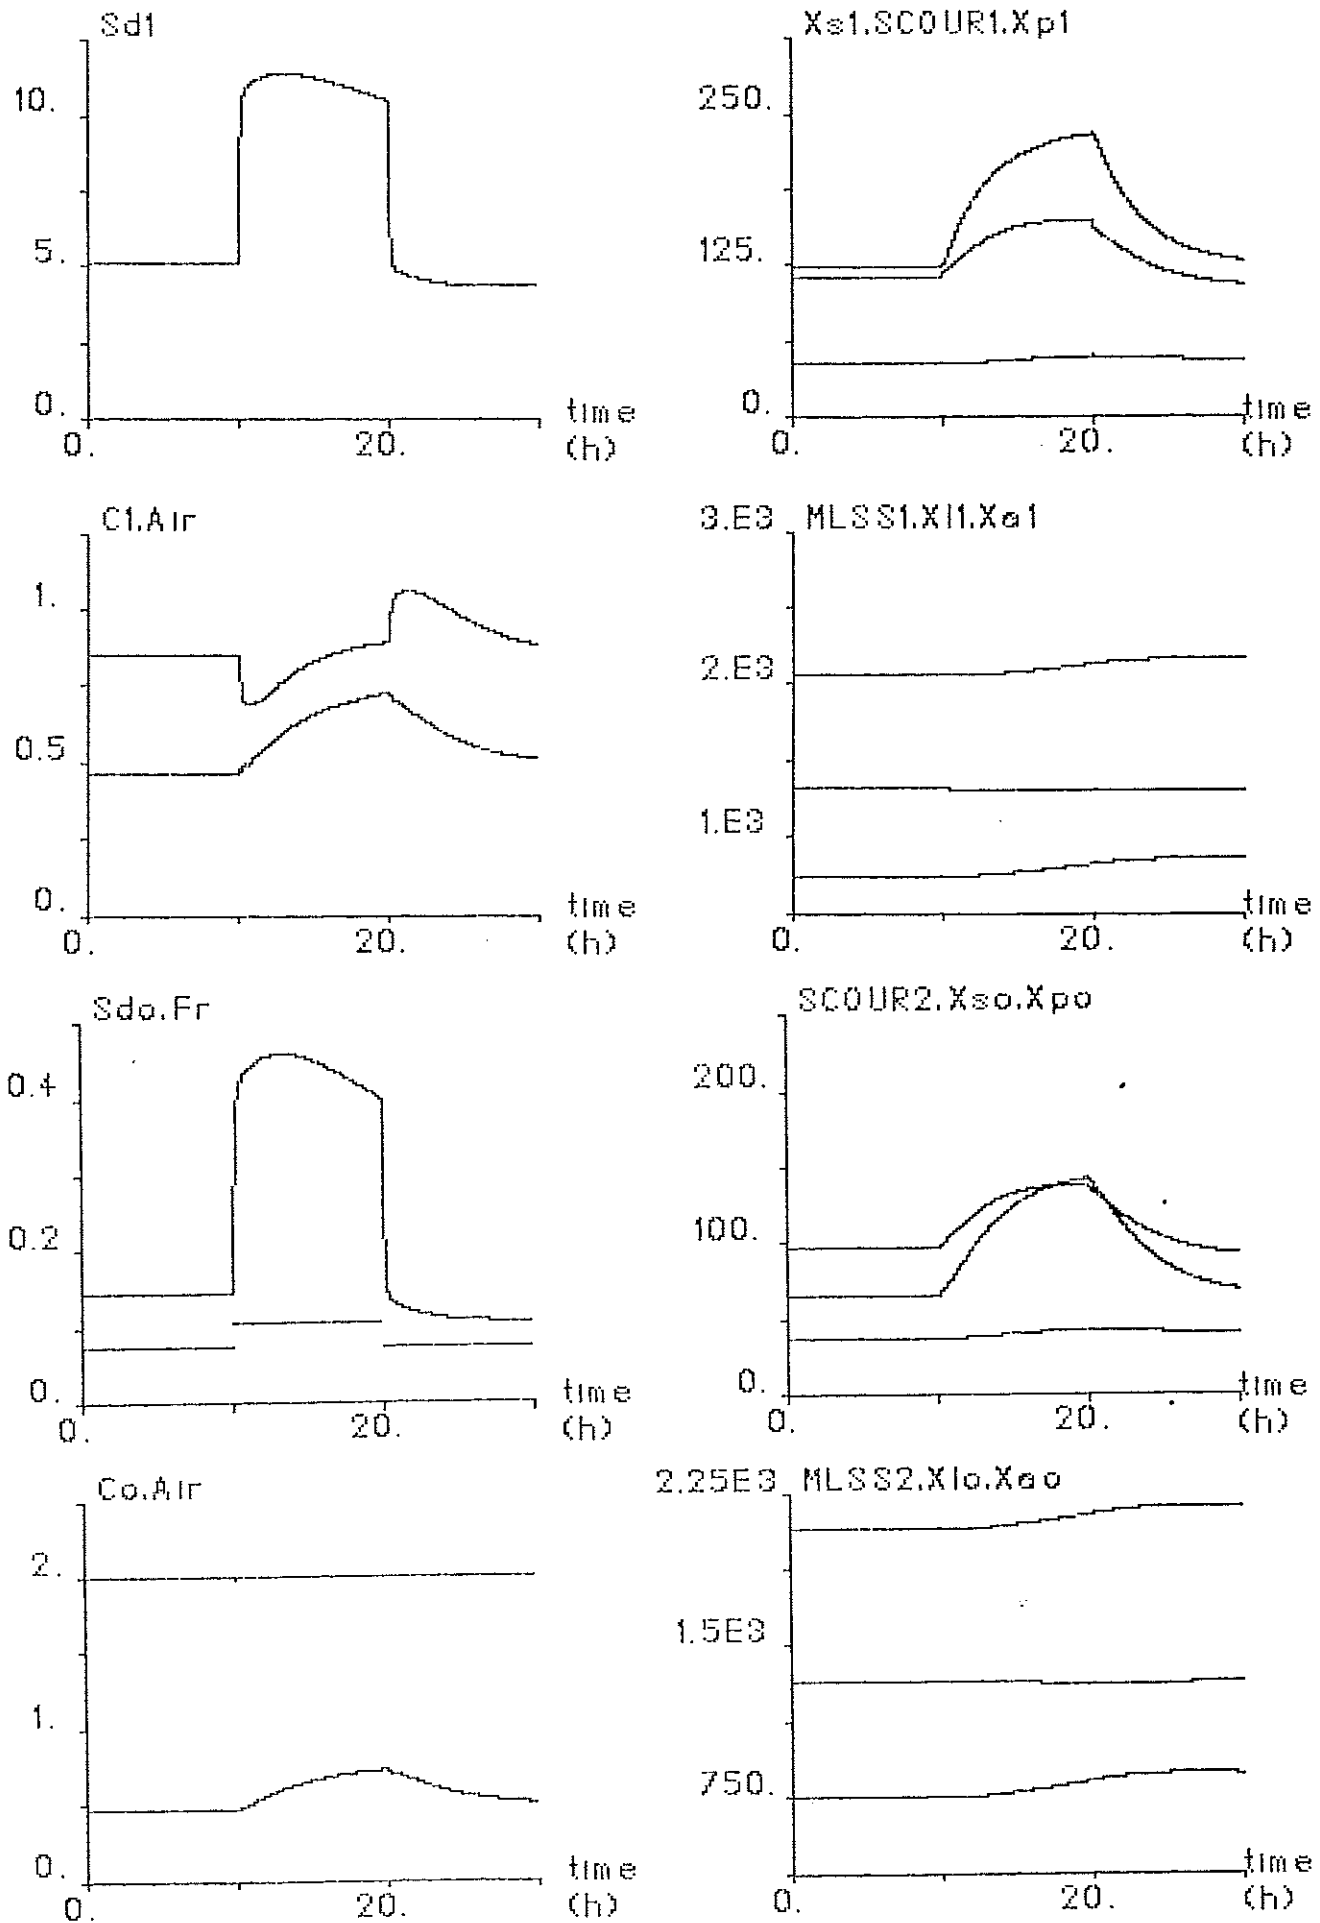 Sd1
10.
5.
0.
0.
20.
time
(h)
Xs1.SCOUR1.Xp1
250.
125.
0.
0.
20.
time
(h)
C1.Air
1.
0.5
0.
0.
20.
time
(h)
3.E3 MLSS1.XI1.Xa1
2.E3
1.E3
0.
20.
time
(h)
Sdo.Fr
0.4
0.2
0.
0.
20.
time
(h)
SCOUR2.Xso.Xpo
200.
100.
0.
0.
20.
time
(h)
Co.Air
2.
1.
0.
0.
20.
time
(h)
2.25E3 MLSS2.XIo.Xao
1.5E3
750.
0.
20.
time
(h)